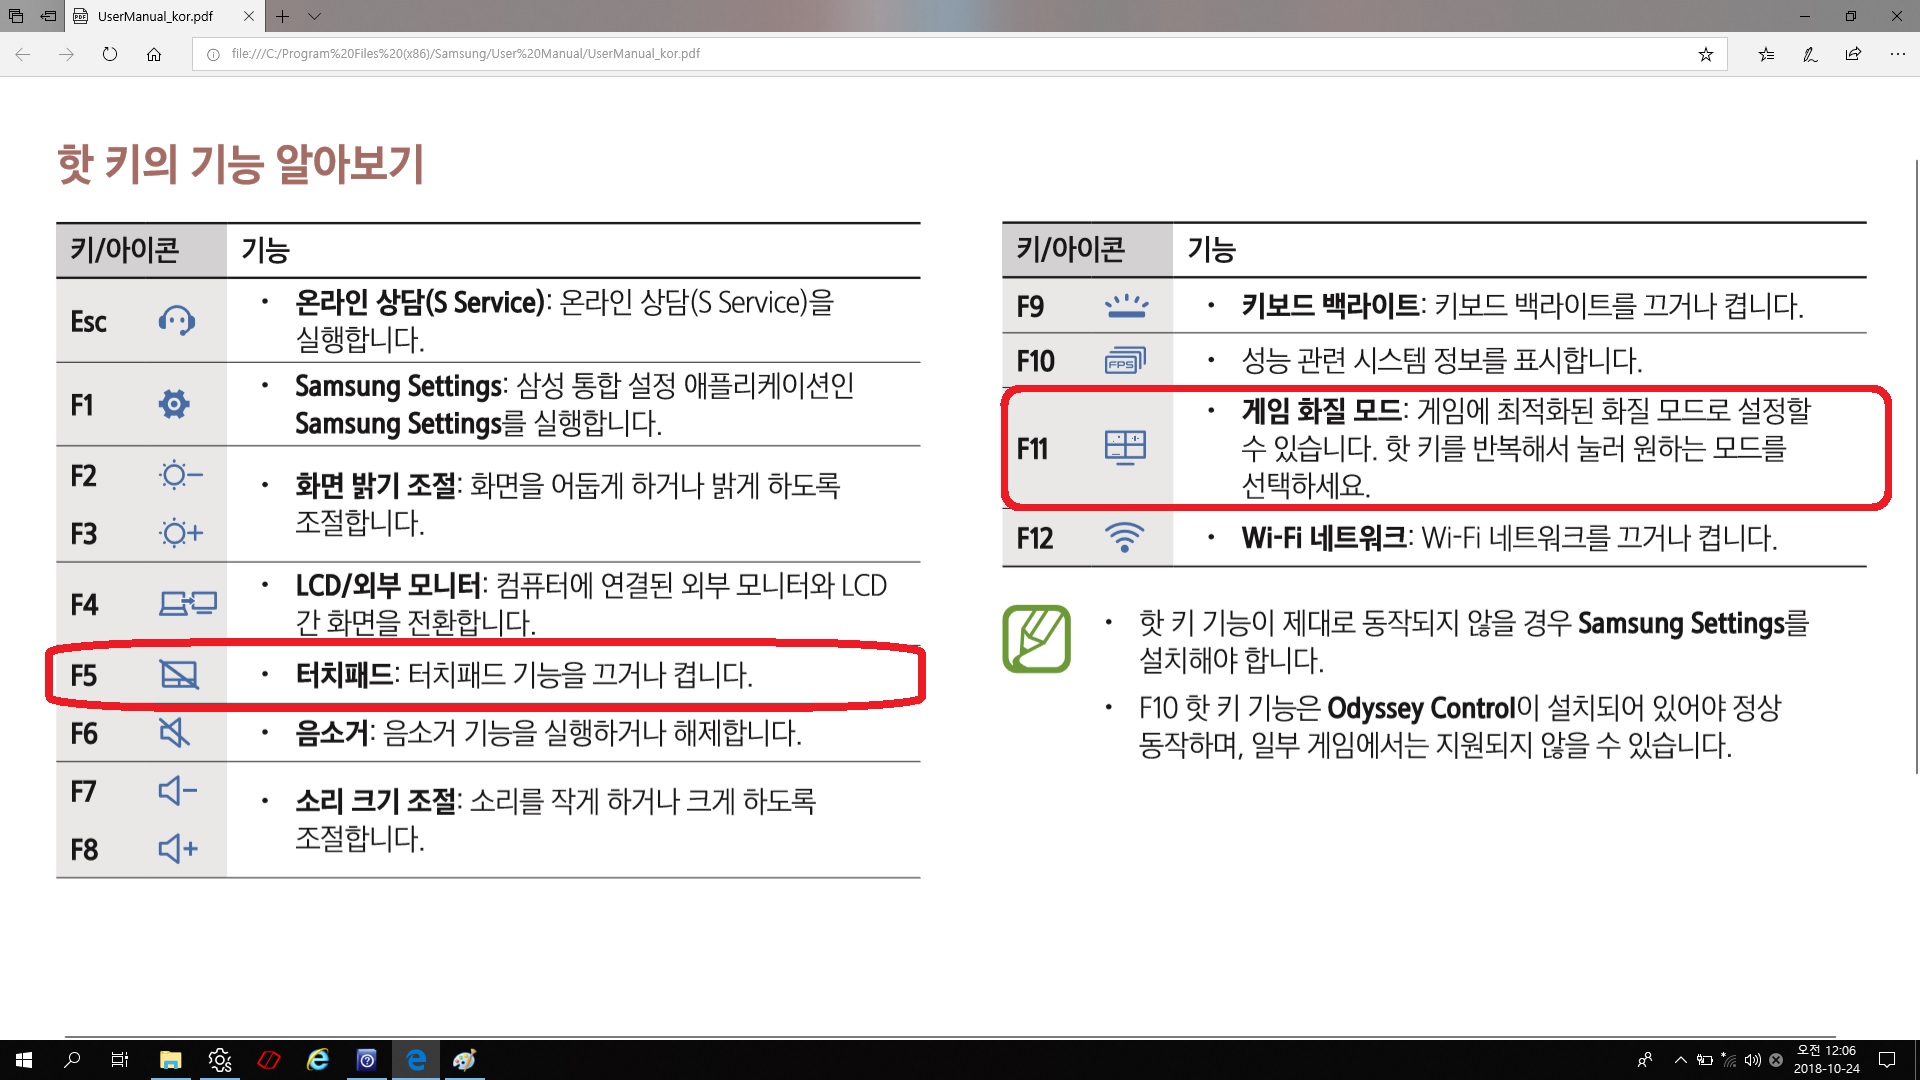 UserManual_kor.pdf
file:///C:/Program%20Files%20(x86)/Samsung/User%20Manual/UserManual_kor.pdf
핫 키의 기능 알아보기
키/아이콘 기능
Esc • 온라인 상담(S Service): 온라인 상담(S Service)을
실행합니다.
F1 • Samsung Settings: 삼성 통합 설정 애플리케이션인
Samsung Settings를 실행합니다.
F2
F3
• 화면 밝기 조절: 화면을 어둡게 하거나 밝게 하도록
조절합니다.
F4 • LCD/외부 모니터: 컴퓨터에 연결된 외부 모니터와 LCD
간 화면을 전환합니다.
F5 • 터치패드: 터치패드 기능을 끄거나 켭니다.
F6 • 음소거: 음소거 기능을 실행하거나 해제합니다.
F7
F8
• 소리 크기 조절: 소리를 작게 하거나 크게 하도록
조절합니다.
키/아이콘 기능
F9 • 키보드 백라이트: 키보드 백라이트를 끄거나 켭니다.
F10 FPS • 성능 관련 시스템 정보를 표시합니다.
F11 • 게임 화질 모드: 게임에 최적화된 화질 모드로 설정할
수 있습니다. 핫 키를 반복해서 눌러 원하는 모드를
선택하세요.
F12 • Wi-Fi 네트워크: Wi-Fi 네트워크를 끄거나 켭니다.
• 핫 키 기능이 제대로 동작되지 않을 경우 Samsung Settings를
설치해야 합니다.
• F10 핫 키 기능은 Odyssey Control이 설치되어 있어야 정상
동작하며, 일부 게임에서는 지원되지 않을 수 있습니다.
오전 12:06
2018-10-24